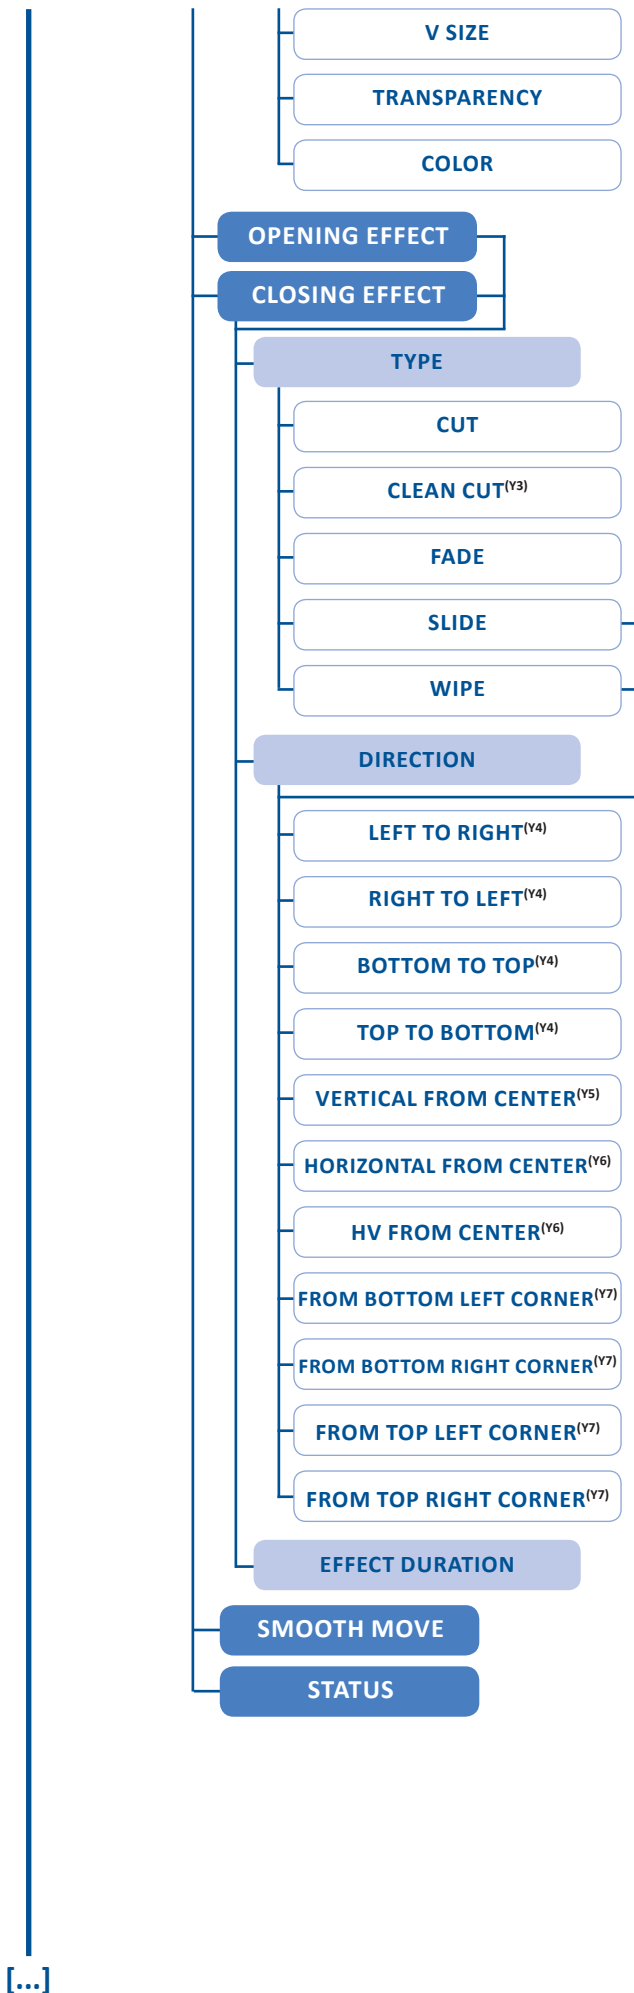 V SIZE
TRANSPARENCY
COLOR
OPENING EFFECT
CLOSING EFFECT
TYPE
CUT
CLEAN CUT(Y3)
FADE
SLIDE
WIPE
DIRECTION
LEFT TO RIGHT(Y4)
RIGHT TO LEFT(Y4)
BOTTOM TO TOP(Y4)
TOP TO BOTTOM(Y4)
VERTICAL FROM CENTER(Y5)
HORIZONTAL FROM CENTER(Y6)
HV FROM CENTER(Y6)
FROM BOTTOM LEFT CORNER(Y7)
FROM BOTTOM RIGHT CORNER(Y7)
FROM TOP LEFT CORNER(Y7)
FROM TOP RIGHT CORNER(Y7)
EFFECT DURATION
SMOOTH MOVE
STATUS
[...]